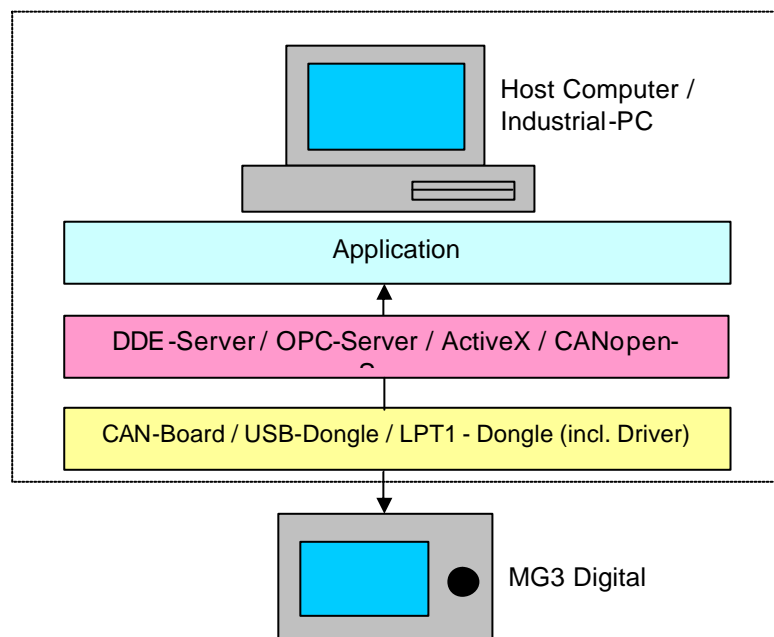 Host Computer /
Industrial-PC
Application
DDE-Server / OPC-Server / ActiveX / CANopen-
CAN-Board / USB-Dongle / LPT1 - Dongle (incl. Driver)
MG3 Digital